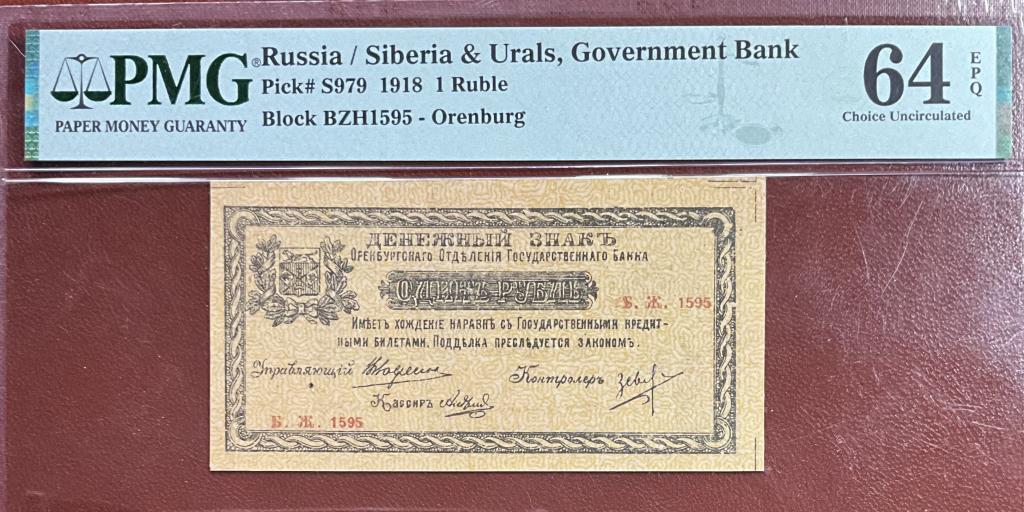 PMG®
PAPER MONEY GUARANTY
Russia / Siberia & Urals, Government Bank
Pick# S979 1918 1 Ruble
Block BZH1595 - Orenburg
64
EPQ
Choice Uncirculated
ДЕНЕЖНЫЙ ЗНАКЪ
ОРЕНБУРГСКАГО ОТДѢЛЕНІЯ ГОСУДАРСТВЕННАГО БАНКА
ОДИНЪ РУБЛЬ
Б. Ж. 1595
ИМѢЕТЪ ХОЖДЕНІЕ НАРАВНѢ СЪ ГОСУДАРСТВЕННЫМИ КРЕДИТ-
НЫМИ БИЛЕТАМИ. ПОДДѢЛКА ПРЕСЛѢДУЕТСЯ ЗАКОНОМЪ.
Управляющій
Контролеръ
Кассиръ
Б. Ж. 1595